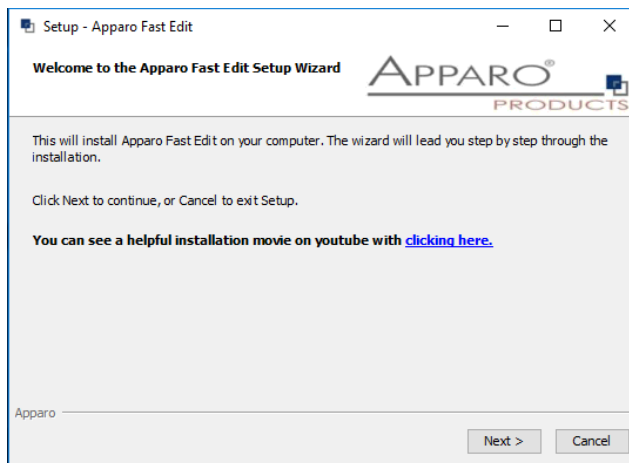 Setup - Apparo Fast Edit
Welcome to the Apparo Fast Edit Setup Wizard
APPARO®
PRODUCTS
This will install Apparo Fast Edit on your computer. The wizard will lead you step by step through the
installation.
Click Next to continue, or Cancel to exit Setup.
You can see a helpful installation movie on youtube with clicking here.
Apparo
Next >
Cancel